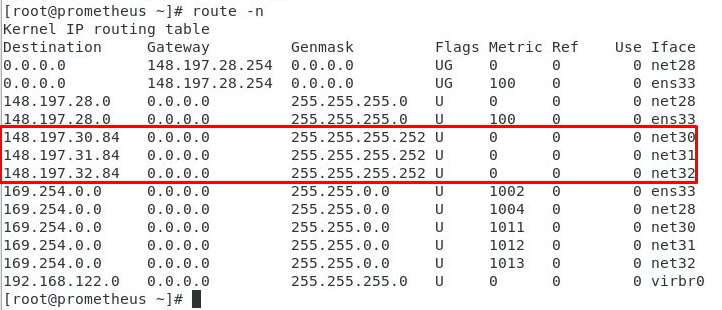 [root@prometheus ~]# route -n
Kernel IP routing table
Destination     Gateway         Genmask         Flags Metric Ref    Use Iface
0.0.0.0         148.197.28.254  0.0.0.0         UG    0      0        0 net28
0.0.0.0         148.197.28.254  0.0.0.0         UG    100    0        0 ens33
148.197.28.0    0.0.0.0         255.255.255.0   U     0      0        0 net28
148.197.28.0    0.0.0.0         255.255.255.0   U     100    0        0 ens33
148.197.30.84   0.0.0.0         255.255.255.252 U     0      0        0 net30
148.197.31.84   0.0.0.0         255.255.255.252 U     0      0        0 net31
148.197.32.84   0.0.0.0         255.255.255.252 U     0      0        0 net32
169.254.0.0     0.0.0.0         255.255.0.0     U     1002   0        0 ens33
169.254.0.0     0.0.0.0         255.255.0.0     U     1004   0        0 net28
169.254.0.0     0.0.0.0         255.255.0.0     U     1011   0        0 net30
169.254.0.0     0.0.0.0         255.255.0.0     U     1012   0        0 net31
169.254.0.0     0.0.0.0         255.255.0.0     U     1013   0        0 net32
192.168.122.0   0.0.0.0         255.255.255.0   U     0      0        0 virbr0
[root@prometheus ~]#